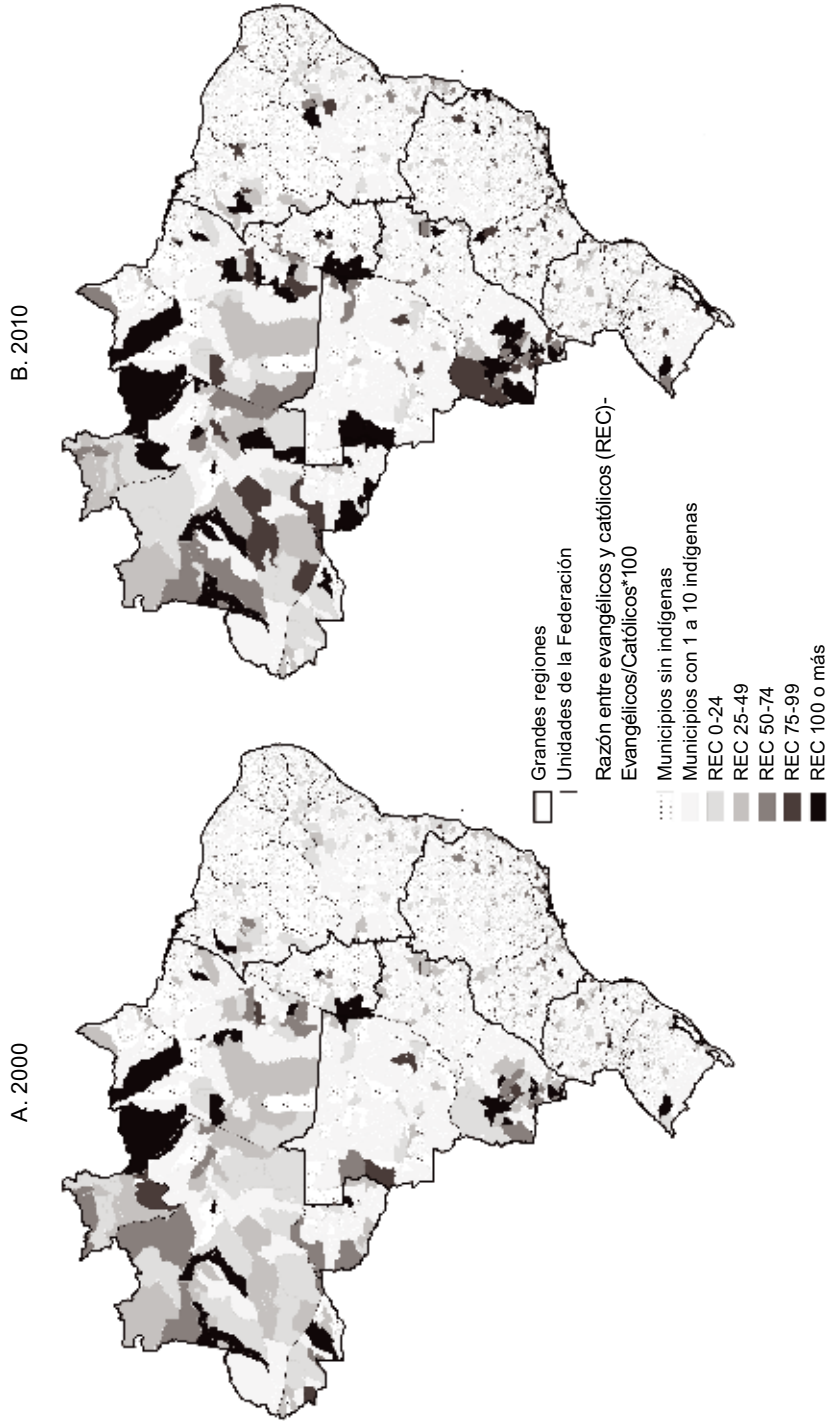 A. 2000
B. 2010
Grandes regiones
Unidades de la Federación
Razón entre evangélicos y católicos (REC)-
Evangélicos/Católicos*100
Municipios sin indígenas
Municipios con 1 a 10 indígenas
REC 0-24
REC 25-49
REC 50-74
REC 75-99
REC 100 o más